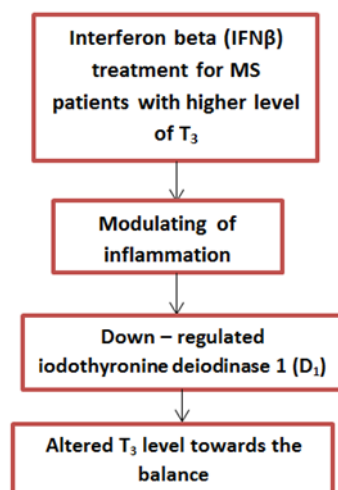 Interferon beta (IFNβ)
treatment for MS
patients with higher level
of T₃
Modulating of
inflammation
Down – regulated
iodothyronine deiodinase 1 (D₁)
Altered T₃ level towards the
balance